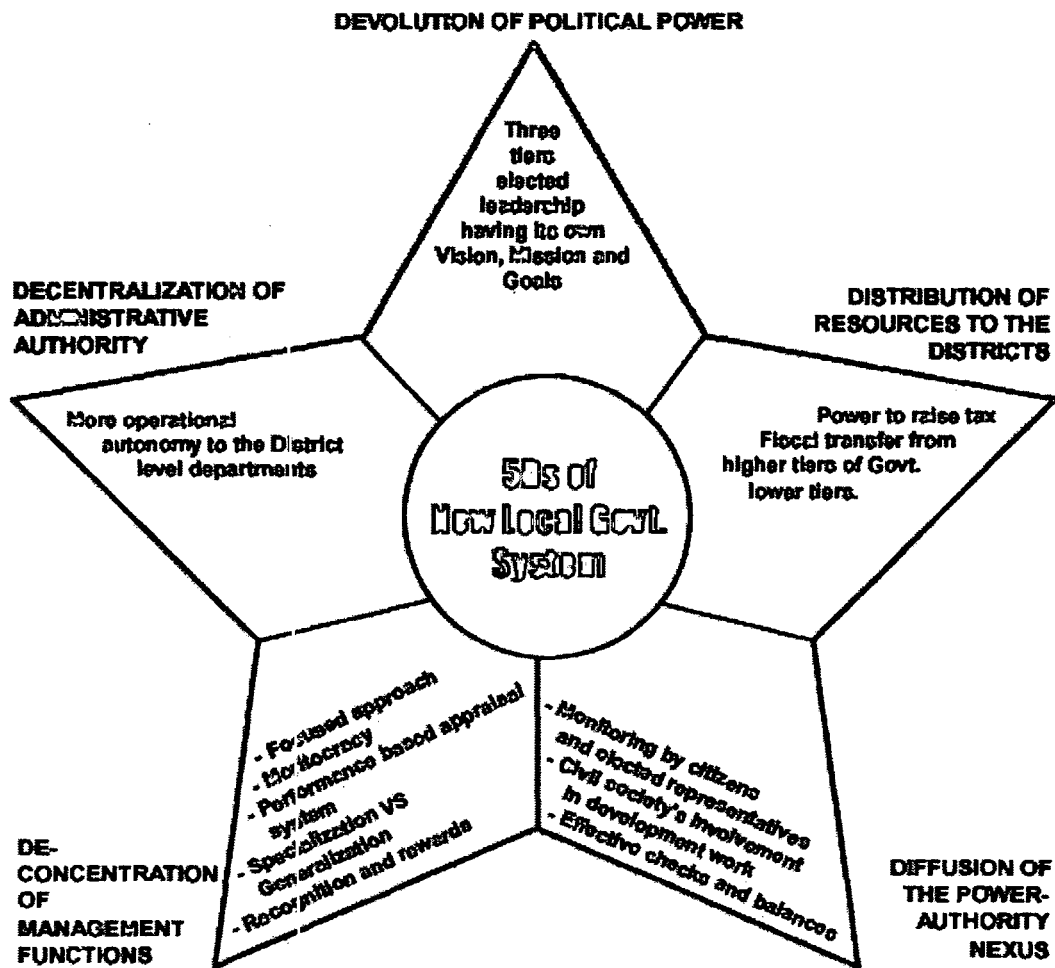 DEVOLUTION OF POLITICAL POWER
Three
tiers
elected
leadership
having its own
Vision, Mission and
Goals
DECENTRALIZATION OF
ADMINISTRATIVE
AUTHORITY
More operational
autonomy to the District
level departments
DISTRIBUTION OF
RESOURCES TO THE
DISTRICTS
Power to raise tax
Fiscal transfer from
higher tiers of Govt.
lower tiers.
5Ds of
New Local Govt.
System
- Focused approach
- Meritocracy
- Performance based appraisal
system
- Specialization VS
Generalization
- Recognition and rewards
DE-
CONCENTRATION
OF
MANAGEMENT
FUNCTIONS
- Monitoring by citizens
and elected representatives
- Civil society's involvement
in development work
- Effective checks and balances
DIFFUSION OF
THE POWER-
AUTHORITY
NEXUS